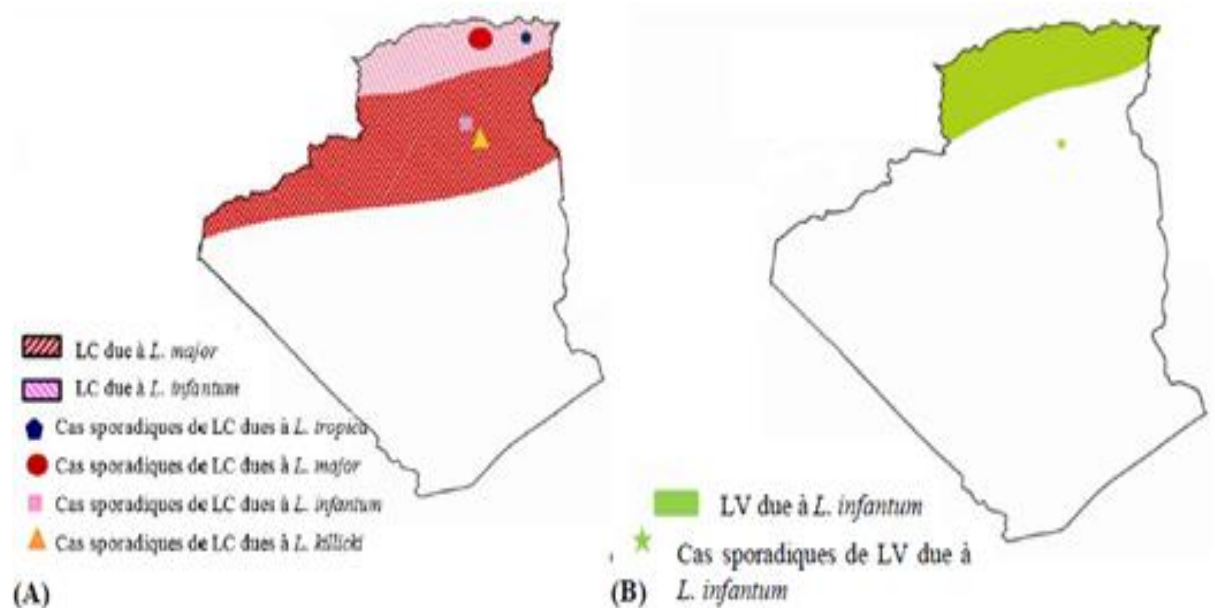 LC due à L. major
LC due à L. infantum
Cas sporadiques de LC dues à L. tropica
Cas sporadiques de LC dues à L. major
Cas sporadiques de LC dues à L. infantum
Cas sporadiques de LC dues à L. killicki
(A)
LV due à L. infantum
Cas sporadiques de LV due à
L. infantum
(B)